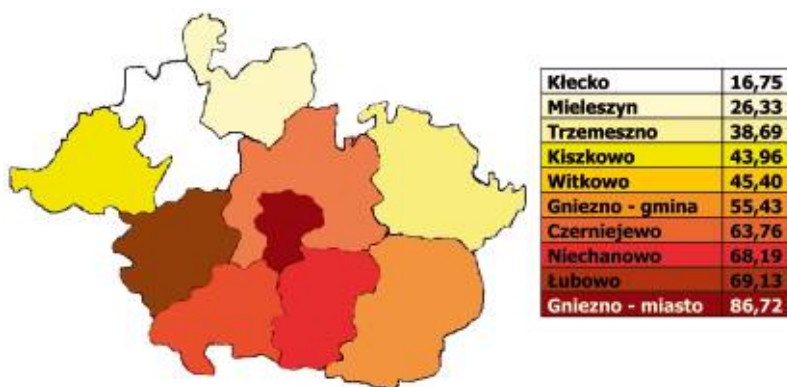 Kłecko 16,75
Mieleszyn 26,33
Trzemeszno 38,69
Kiszkowo 43,96
Witkowo 45,40
Gniezno - gmina 55,43
Czerniejewo 63,76
Niechanowo 68,19
Łubowo 69,13
Gniezno - miasto 86,72